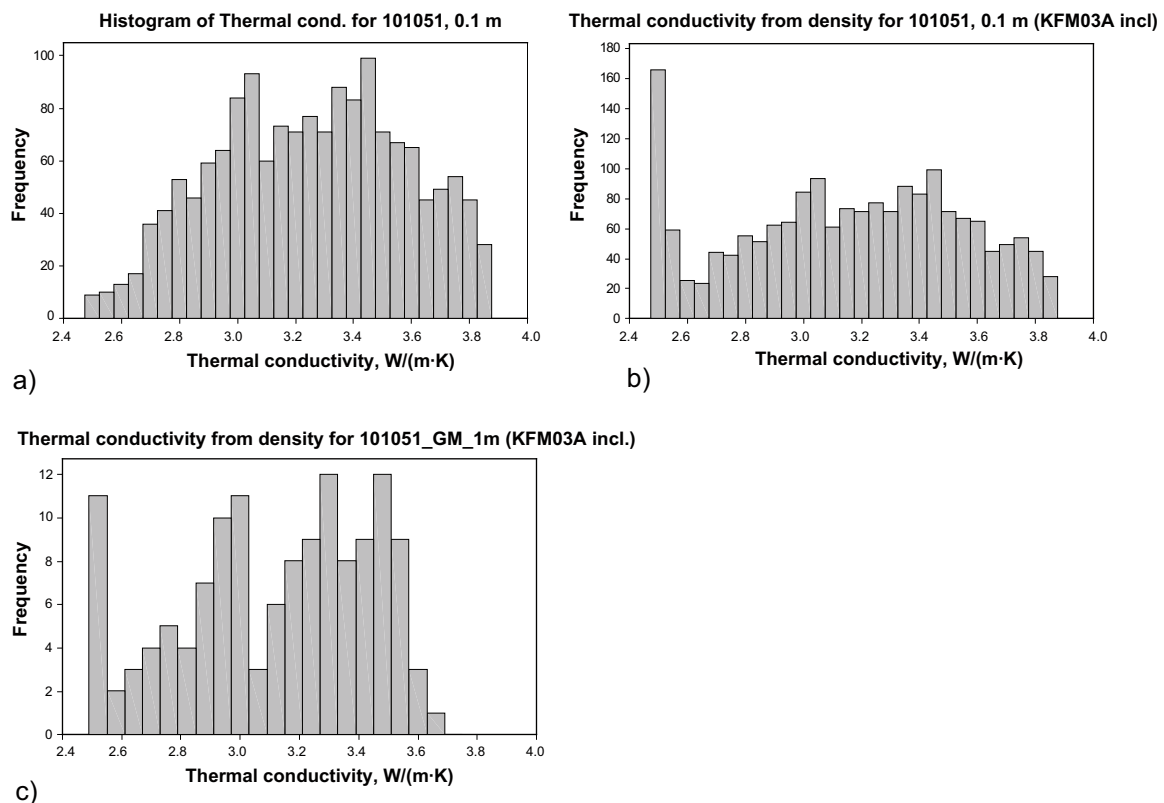 Histogram of Thermal cond. for 101051, 0.1 m
100
80
60
40
20
0
Frequency
2.4 2.6 2.8 3.0 3.2 3.4 3.6 3.8 4.0
Thermal conductivity, W/(m·K)
a)
Thermal conductivity from density for 101051, 0.1 m (KFM03A incl)
180
160
140
120
100
80
60
40
20
0
Frequency
2.4 2.6 2.8 3.0 3.2 3.4 3.6 3.8 4.0
Thermal conductivity, W/(m·K)
b)
Thermal conductivity from density for 101051_GM_1m (KFM03A incl.)
12
10
8
6
4
2
0
Frequency
2.4 2.6 2.8 3.0 3.2 3.4 3.6 3.8 4.0
Thermal conductivity, W/(m·K)
c)